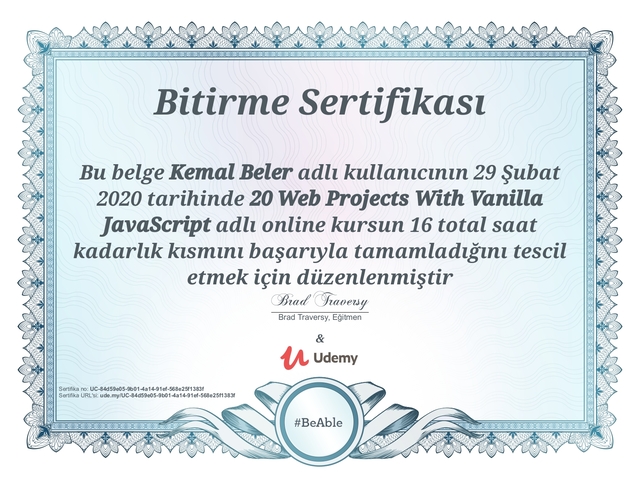 Bitirme Sertifikası
Bu belge Kemal Beler adlı kullanıcının 29 Şubat
2020 tarihinde 20 Web Projects With Vanilla
JavaScript adlı online kursun 16 total saat
kadarlık kısmını başarıyla tamamladığını tescil
etmek için düzenlenmiştir
Brad Traversy
Brad Traversy, Eğitmen
&
Udemy
Sertifika no: UC-84d59e05-9b01-4a14-91ef-568e25f1383f
Sertifika URL'si: ude.my/UC-84d59e05-9b01-4a14-91ef-568e25f1383f
#BeAble